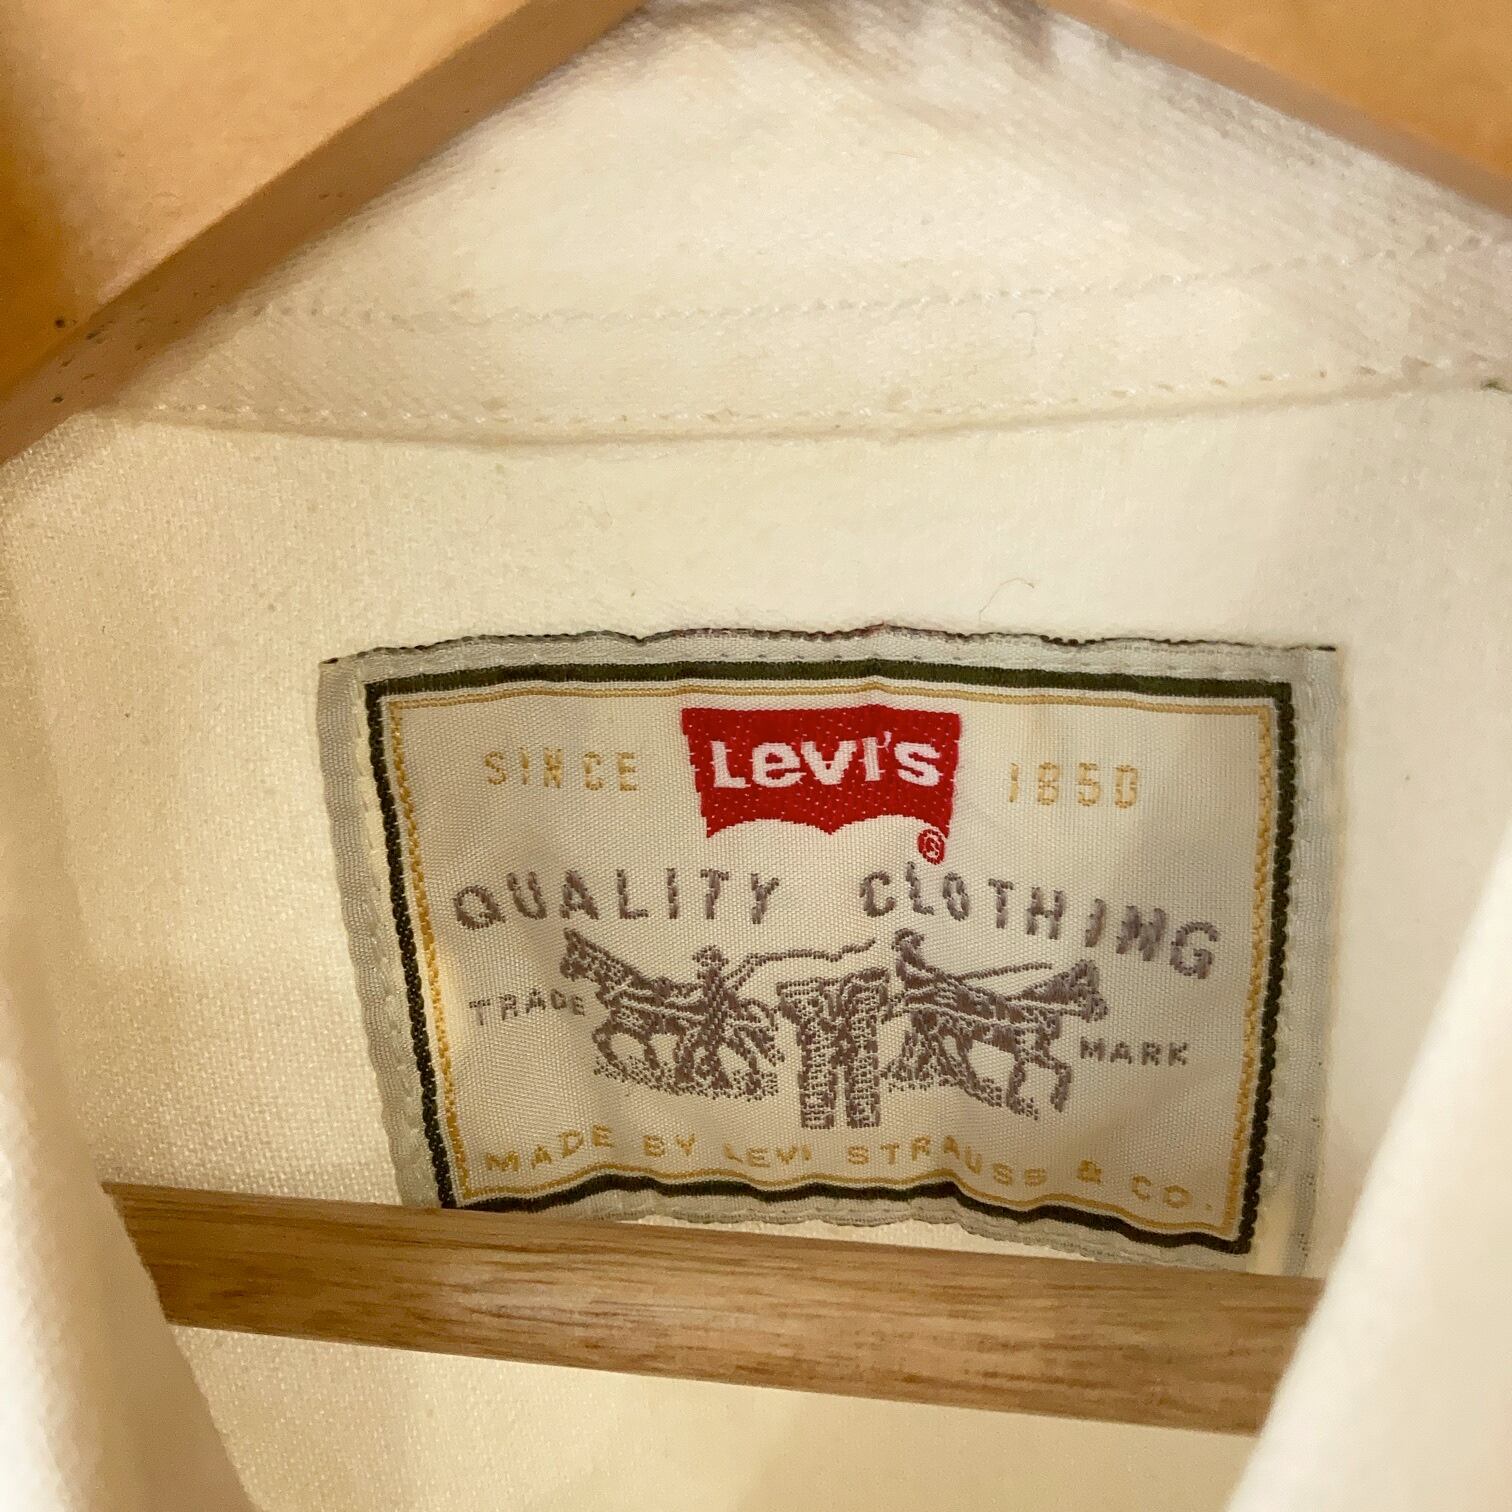 SINCE Levi's 1850
®
QUALITY CLOTHING
TRADE MARK
MADE BY LEVI STRAUSS & CO.